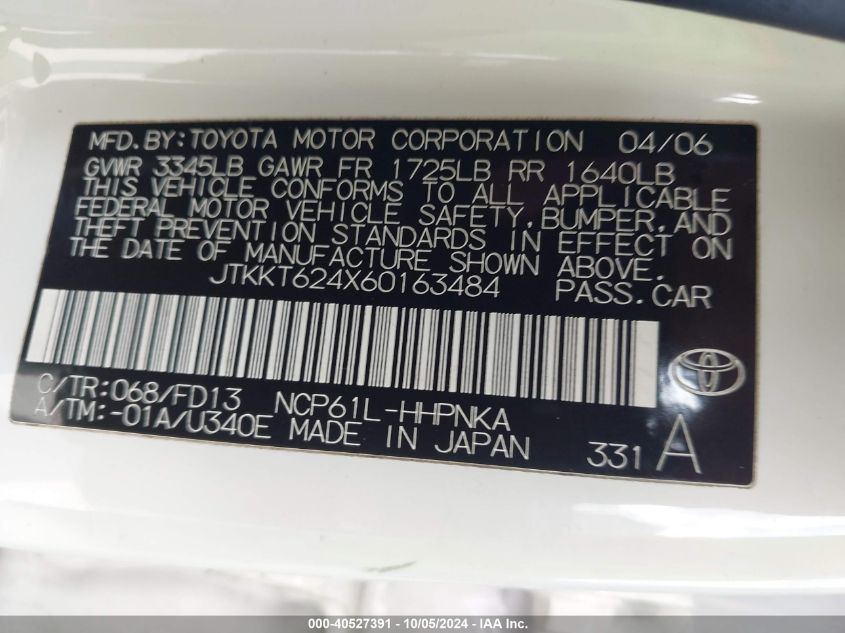 MFD.BY:TOYOTA MOTOR CORPORATION 04/06
GVWR 3345LB GAWR FR 1725LB RR 1640LB
THIS VEHICLE CONFORMS TO ALL APPLICABLE
FEDERAL MOTOR VEHICLE SAFETY,BUMPER,AND
THEFT PREVENTION STANDARDS IN EFFECT ON
THE DATE OF MANUFACTURE SHOWN ABOVE.
JTKKT624X60163484 PASS.CAR
C/TR:068/FD13 NCP61L-HHPNKA
A/TM:-01A/U340E MADE IN JAPAN 331 A
000-40527391 - 10/05/2024 - IAA Inc.